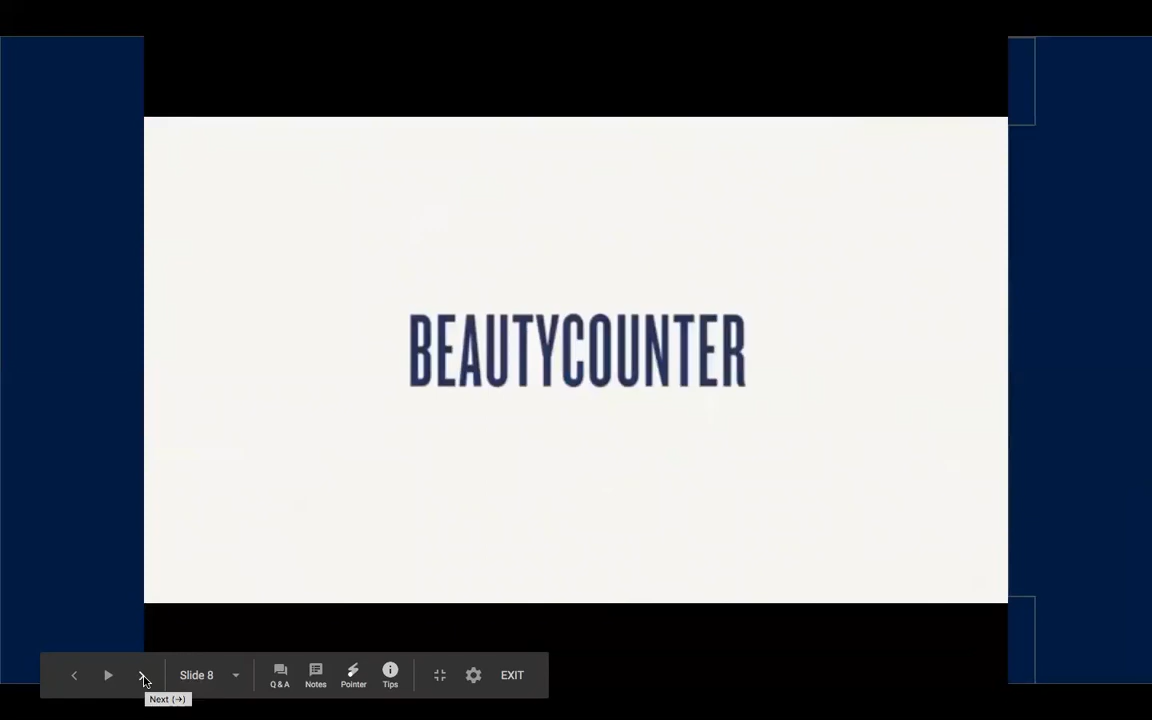 BEAUTYCOUNTER
Slide 8
Q & A
Notes
Pointer
Tips
EXIT
Next (→)